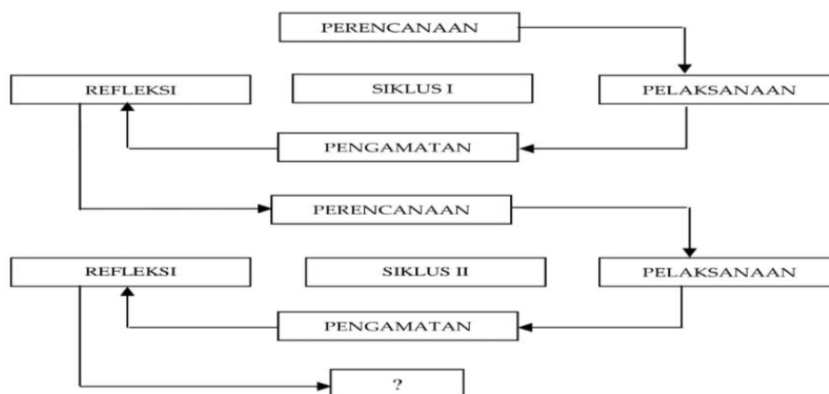 PERENCANAAN
REFLEKSI
SIKLUS I
PELAKSANAAN
PENGAMATAN
PERENCANAAN
REFLEKSI
SIKLUS II
PELAKSANAAN
PENGAMATAN
?